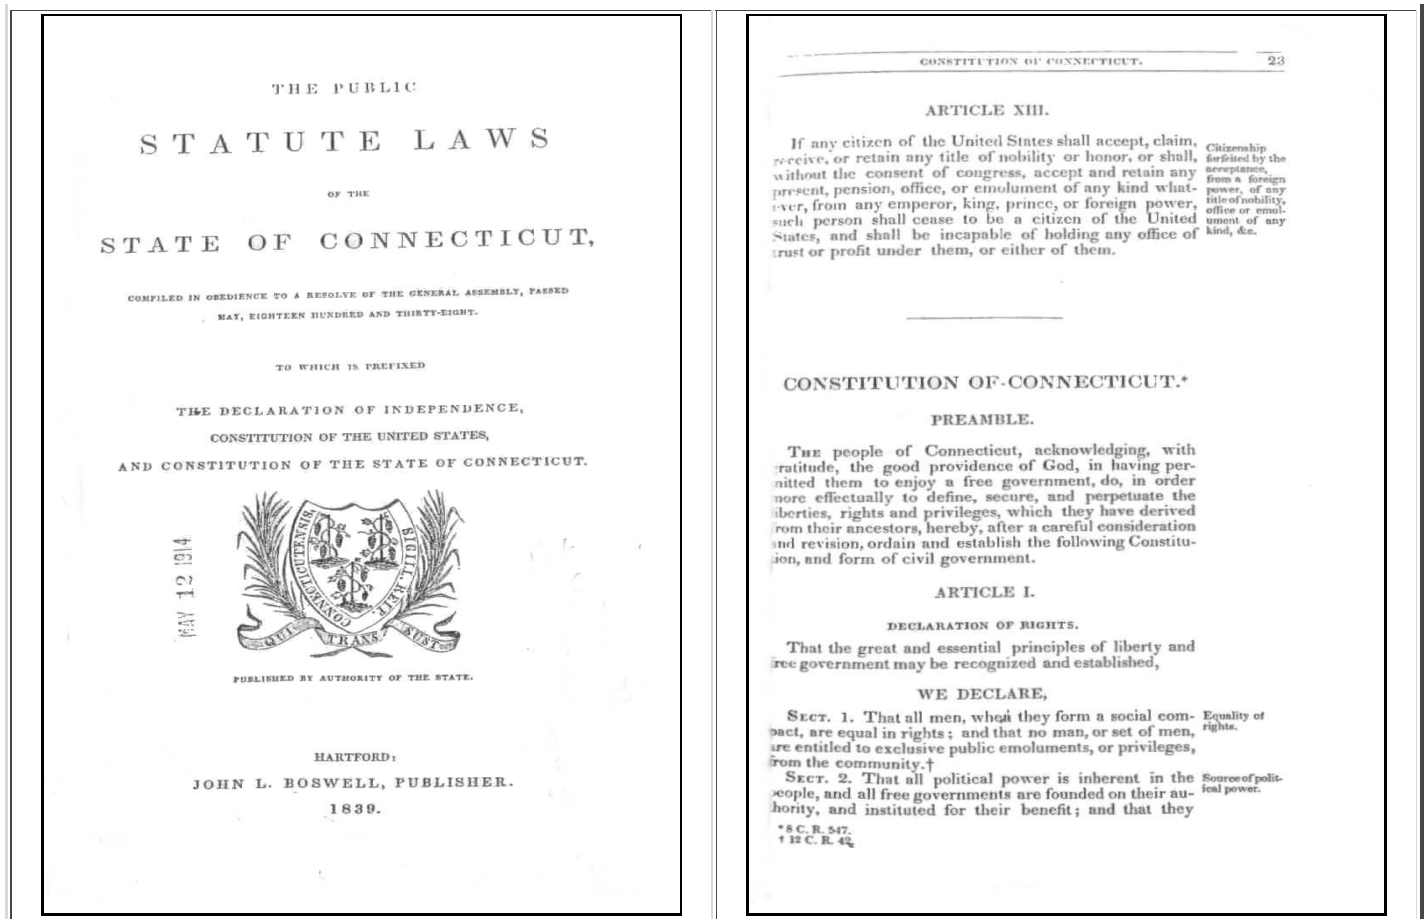 THE PUBLIC
STATUTE LAWS
OF THE
STATE OF CONNECTICUT,
COMPILED IN OBEDIENCE TO A RESOLVE OF THE GENERAL ASSEMBLY, PASSED
MAY, EIGHTEEN HUNDRED AND THIRTY-EIGHT.
TO WHICH IS PREFIXED
THE DECLARATION OF INDEPENDENCE,
CONSTITUTION OF THE UNITED STATES,
AND CONSTITUTION OF THE STATE OF CONNECTICUT.
MAY 12 1914
SIGILL. REIP. CONNECTICUTENSIS.
QUI TRANS SUST
PUBLISHED BY AUTHORITY OF THE STATE.
HARTFORD:
JOHN L. BOSWELL, PUBLISHER.
1839.
CONSTITUTION OF CONNECTICUT. 23
ARTICLE XIII.
If any citizen of the United States shall accept, claim,
receive, or retain any title of nobility or honor, or shall,
without the consent of congress, accept and retain any
present, pension, office, or emolument of any kind what-
ever, from any emperor, king, prince, or foreign power,
such person shall cease to be a citizen of the United
States, and shall be incapable of holding any office of
trust or profit under them, or either of them.
Citizenship
forfeited by the
acceptance,
from a foreign
power, of any
title of nobility,
office or emol-
ument of any
kind, &c.
CONSTITUTION OF CONNECTICUT.*
PREAMBLE.
THE people of Connecticut, acknowledging, with
ratitude, the good providence of God, in having per-
nitted them to enjoy a free government, do, in order
nore effectually to define, secure, and perpetuate the
iberties, rights and privileges, which they have derived
rom their ancestors, hereby, after a careful consideration
and revision, ordain and establish the following Constitu-
ion, and form of civil government.
ARTICLE I.
DECLARATION OF RIGHTS.
That the great and essential principles of liberty and
free government may be recognized and established,
WE DECLARE,
SECT. 1. That all men, when they form a social com-
pact, are equal in rights; and that no man, or set of men,
are entitled to exclusive public emoluments, or privileges,
from the community.†
Equality of
rights.
SECT. 2. That all political power is inherent in the
people, and all free governments are founded on their au-
hority, and instituted for their benefit; and that they
Source of polit-
ical power.
* 8 C. R. 547.
† 12 C. R. 42